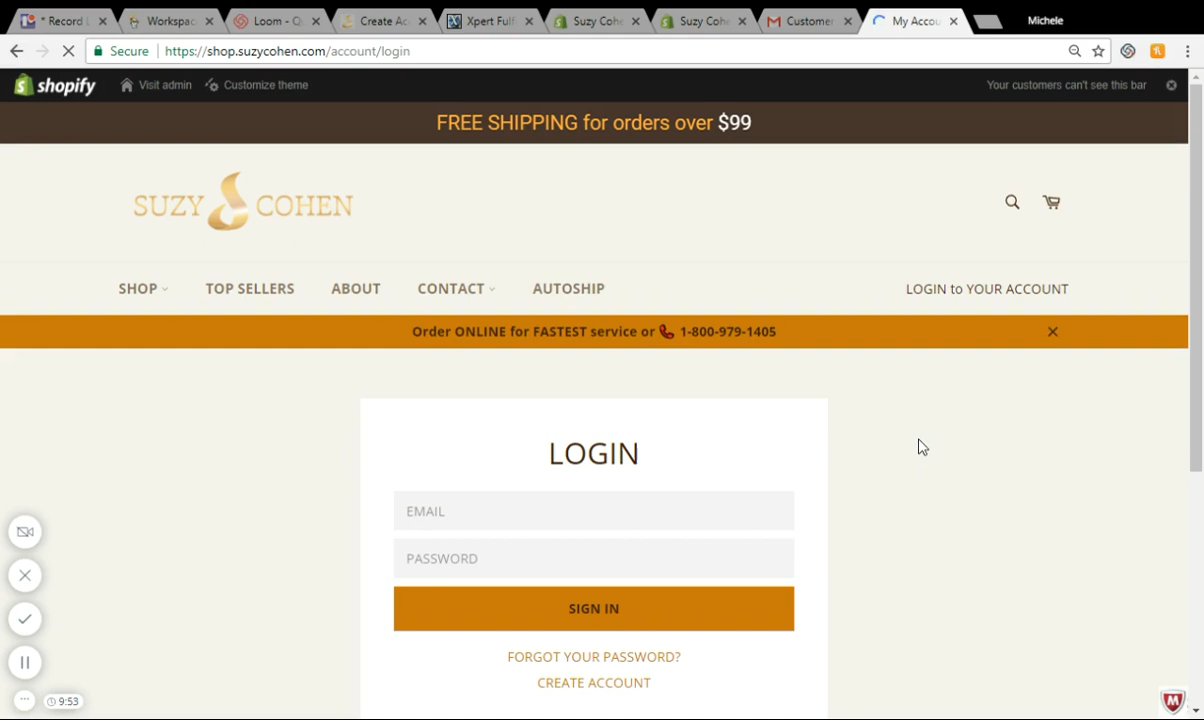 * Record L
Workspac
Loom - Q
Create Ac
Xpert Fulf
Suzy Cohe
Suzy Cohe
Customer
My Accou
Michele
Secure | https://shop.suzycohen.com/account/login
shopify Visit admin Customize theme Your customers can't see this bar
FREE SHIPPING for orders over $99
SUZY COHEN
SHOP TOP SELLERS ABOUT CONTACT AUTOSHIP LOGIN to YOUR ACCOUNT
Order ONLINE for FASTEST service or 📞 1-800-979-1405
LOGIN
EMAIL
PASSWORD
SIGN IN
FORGOT YOUR PASSWORD?
CREATE ACCOUNT
9:53